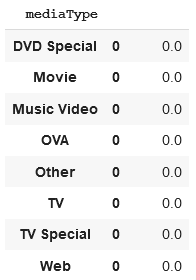 mediaType
DVD Special 0 0.0
Movie 0 0.0
Music Video 0 0.0
OVA 0 0.0
Other 0 0.0
TV 0 0.0
TV Special 0 0.0
Web 0 0.0